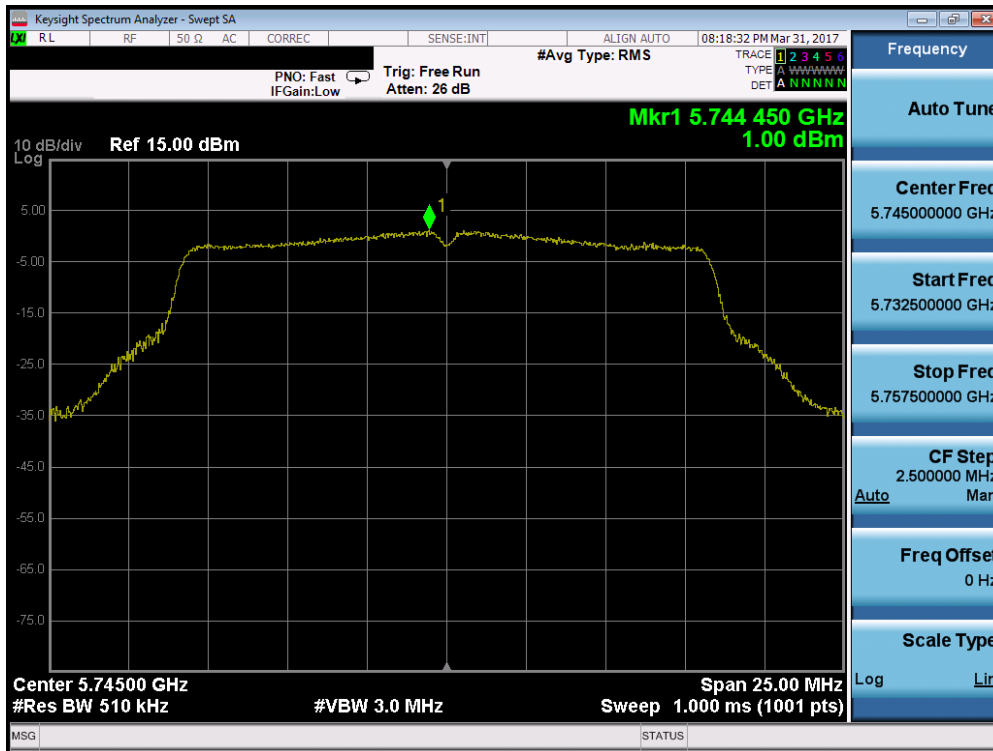 Keysight Spectrum Analyzer - Swept SA
LXI RL RF 50 Ω AC CORREC SENSE:INT ALIGN AUTO 08:18:32 PM Mar 31, 2017
PNO: Fast
IFGain:Low
Trig: Free Run
Atten: 26 dB
#Avg Type: RMS
TRACE 1 2 3 4 5 6
TYPE A WWWWWW
DET A N N N N N
Frequency
Mkr1 5.744 450 GHz
1.00 dBm
10 dB/div Ref 15.00 dBm
Log
1
5.00
-5.00
-15.0
-25.0
-35.0
-45.0
-55.0
-65.0
-75.0
Center 5.74500 GHz Span 25.00 MHz
#Res BW 510 kHz #VBW 3.0 MHz Sweep 1.000 ms (1001 pts)
MSG STATUS
Auto Tune
Center Freq
5.745000000 GHz
Start Freq
5.732500000 GHz
Stop Freq
5.757500000 GHz
CF Step
2.500000 MHz
Auto Man
Freq Offset
0 Hz
Scale Type
Log Lin